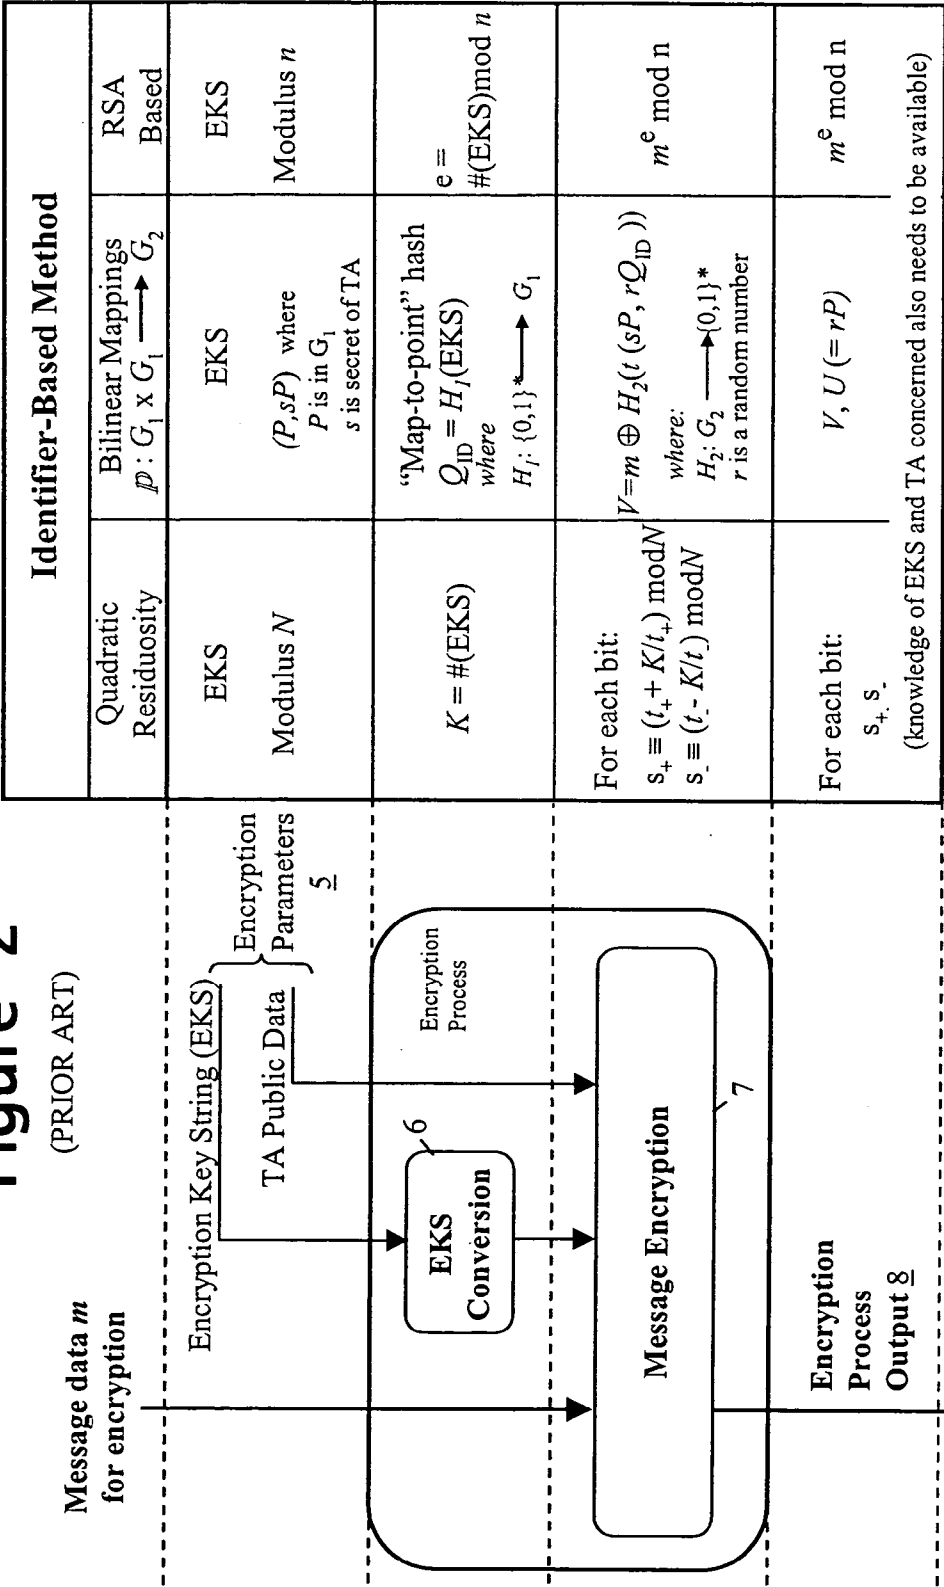 Figure 2
(PRIOR ART)
Message data m
for encryption
Encryption Key String (EKS)
TA Public Data
Encryption
Parameters
5
Encryption
Process
6
EKS
Conversion
Message Encryption
7
Encryption
Process
Output 8
Identifier-Based Method
Quadratic
Residuosity
Bilinear Mappings
p : G₁ x G₁ ⟶ G₂
RSA
Based
EKS
Modulus N
EKS
(P,sP) where
P is in G₁
s is secret of TA
EKS
Modulus n
K = #(EKS)
“Map-to-point” hash
Q_ID = H₁(EKS)
where
H₁: {0,1}* ⟶ G₁
e =
#(EKS)mod n
For each bit:
s₊ ≡ (t₊ + K/t₊) modN
s₋ ≡ (t₋ - K/t₋) modN
V=m ⊕ H₂(t (sP, rQ_ID ))
where:
H₂: G₂ ⟶ {0,1}*
r is a random number
mᵉ mod n
For each bit:
s₊, s₋
V, U (= rP)
mᵉ mod n
(knowledge of EKS and TA concerned also needs to be available)